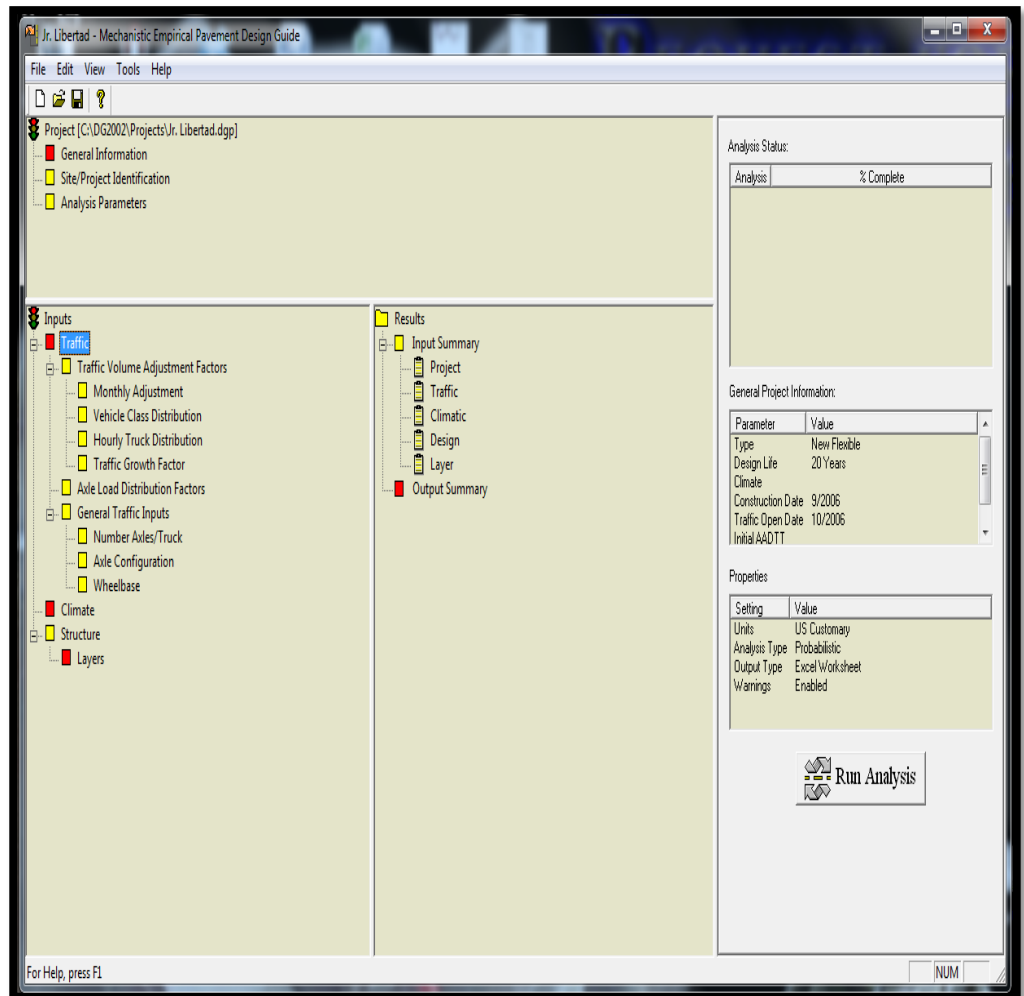 Jr. Libertad - Mechanistic Empirical Pavement Design Guide
File Edit View Tools Help
Project [C:\DG2002\Projects\Jr. Libertad.dgp]
General Information
Site/Project Identification
Analysis Parameters
Inputs
Traffic
Traffic Volume Adjustment Factors
Monthly Adjustment
Vehicle Class Distribution
Hourly Truck Distribution
Traffic Growth Factor
Axle Load Distribution Factors
General Traffic Inputs
Number Axles/Truck
Axle Configuration
Wheelbase
Climate
Structure
Layers
Results
Input Summary
Project
Traffic
Climatic
Design
Layer
Output Summary
Analysis Status:
Analysis % Complete
General Project Information:
Parameter Value
Type New Flexible
Design Life 20 Years
Climate
Construction Date 9/2006
Traffic Open Date 10/2006
Initial AADTT
Properties
Setting Value
Units US Customary
Analysis Type Probabilistic
Output Type Excel Worksheet
Warnings Enabled
Run Analysis
For Help, press F1
NUM